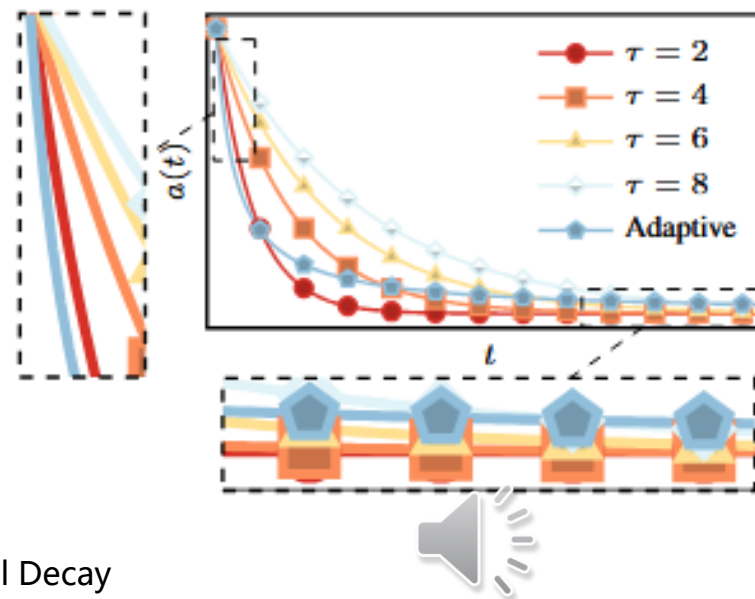 τ = 2
τ = 4
τ = 6
τ = 8
Adaptive
a(t)
t
l Decay